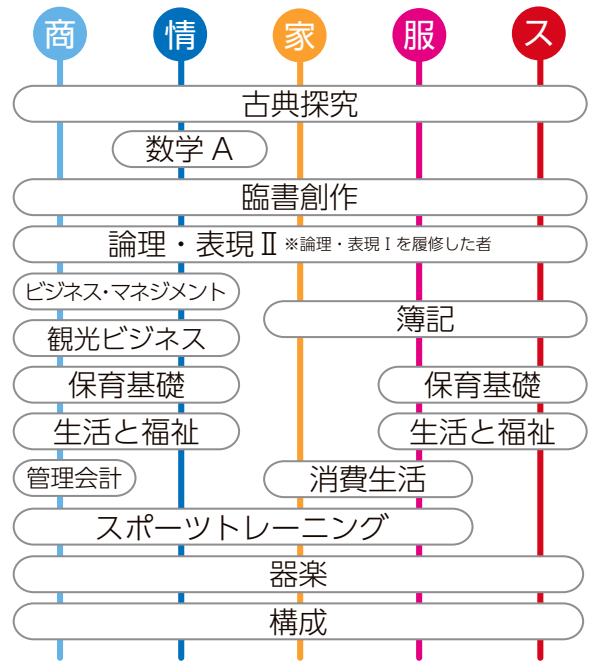 商 情 家 服 ス
古典探究
数学 A
臨書創作
論理・表現Ⅱ ※論理・表現Ⅰを履修した者
ビジネス・マネジメント
簿記
観光ビジネス
保育基礎 保育基礎
生活と福祉 生活と福祉
管理会計 消費生活
スポーツトレーニング
器楽
構成